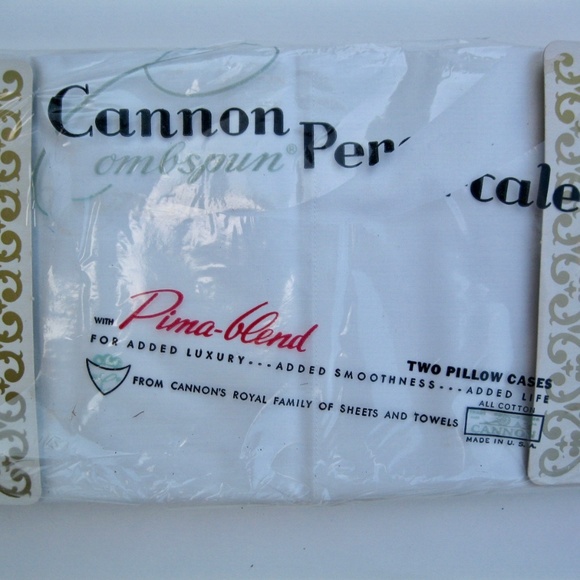 Cannon
ombspun®
Per cale
WITH Pima-blend
FOR ADDED LUXURY---ADDED SMOOTHNESS...ADDED LIFE
TWO PILLOW CASES
FROM CANNON'S ROYAL FAMILY OF SHEETS AND TOWELS
ALL COTTON
CANNON
MADE IN U.S.A.